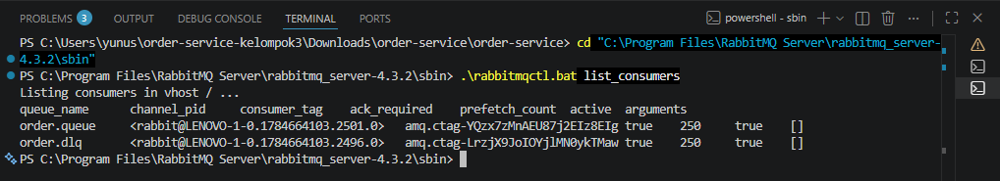 PROBLEMS 3 OUTPUT DEBUG CONSOLE TERMINAL PORTS powershell - sbin
PS C:\Users\yunus\order-service-kelompok3\Downloads\order-service\order-service> cd "C:\Program Files\RabbitMQ Server\rabbitmq_server-
4.3.2\sbin"
PS C:\Program Files\RabbitMQ Server\rabbitmq_server-4.3.2\sbin> .\rabbitmqctl.bat list_consumers
Listing consumers in vhost / ...
queue_name channel_pid consumer_tag ack_required prefetch_count active arguments
order.queue <rabbit@LENOVO-1-0.1784664103.2501.0> amq.ctag-YQzx7zMnAEU87j2EIz8EIg true 250 true []
order.dlq <rabbit@LENOVO-1-0.1784664103.2496.0> amq.ctag-LrzjX9JoIOYjlMN0ykTMaw true 250 true []
PS C:\Program Files\RabbitMQ Server\rabbitmq_server-4.3.2\sbin>